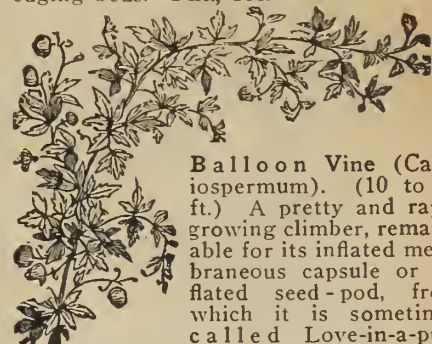 Balloon Vine (Ca
iospermum). (10 to
ft.) A pretty and ra
growing climber, rema
able for its inflated me
braneous capsule or
flated seed-pod, fr
which it is sometin
called Love-in-a-p